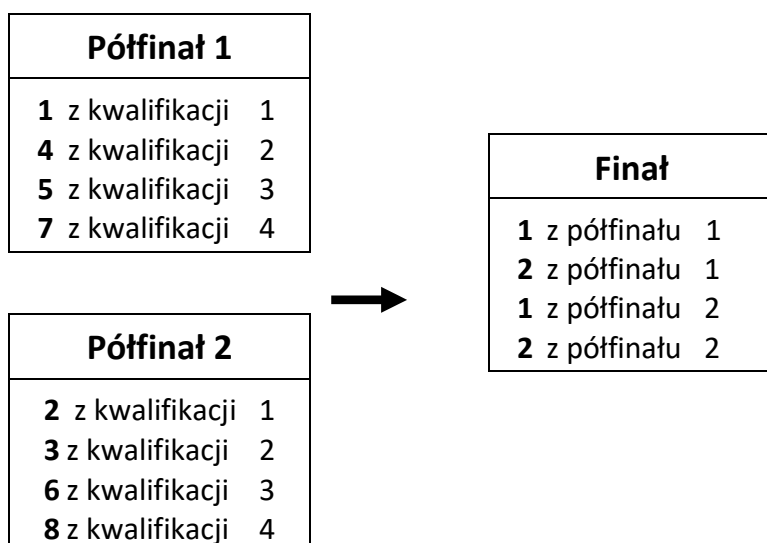 Półfinał 1
1 z kwalifikacji 1
4 z kwalifikacji 2
5 z kwalifikacji 3
7 z kwalifikacji 4
Półfinał 2
2 z kwalifikacji 1
3 z kwalifikacji 2
6 z kwalifikacji 3
8 z kwalifikacji 4
Finał
1 z półfinału 1
2 z półfinału 1
1 z półfinału 2
2 z półfinału 2